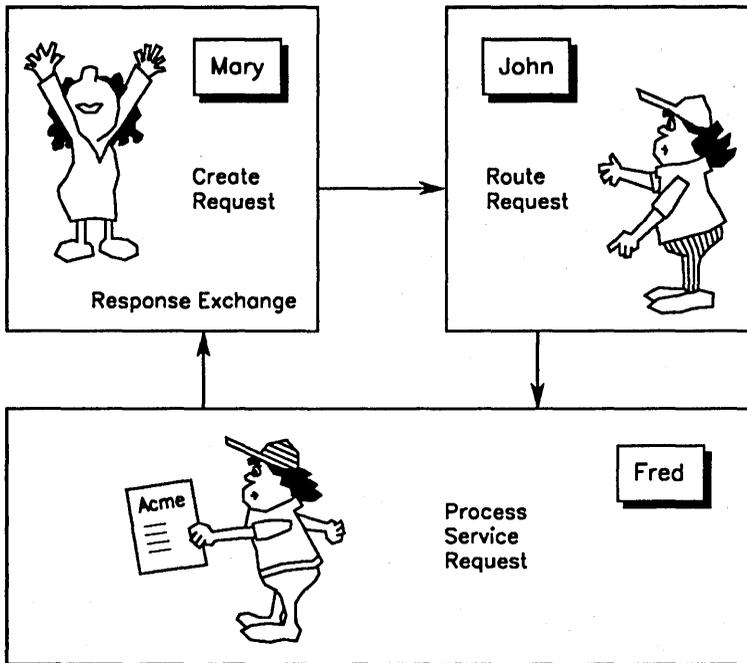 Mary
Create
Request
Response Exchange
John
Route
Request
Acme
Process
Service
Request
Fred